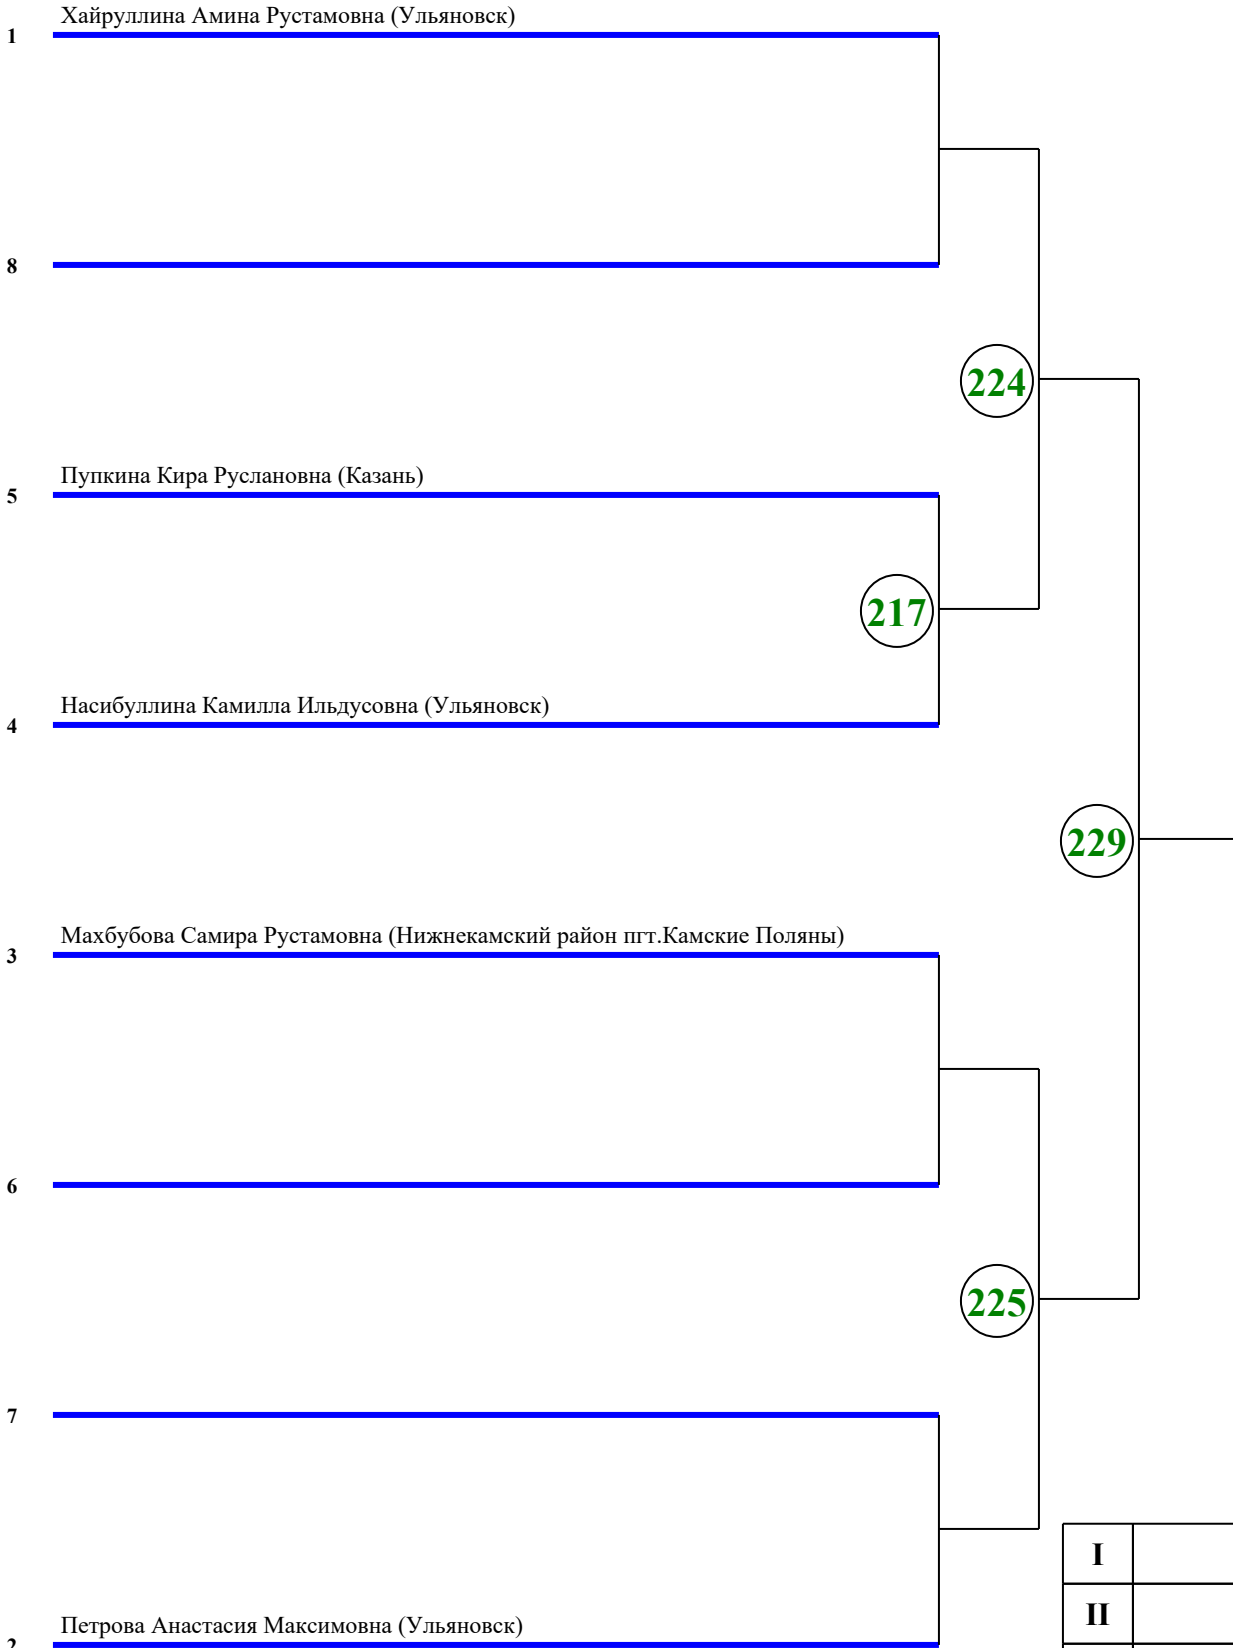 Хайруллина Амина Рустамовна (Ульяновск)
1
8
224
Пупкина Кира Руслановна (Казань)
5
217
Насибуллина Камилла Ильдусовна (Ульяновск)
4
229
Махбубова Самира Рустамовна (Нижнекамский район пгт.Камские Поляны)
3
6
225
7
I
II
Петрова Анастасия Максимовна (Ульяновск)
2